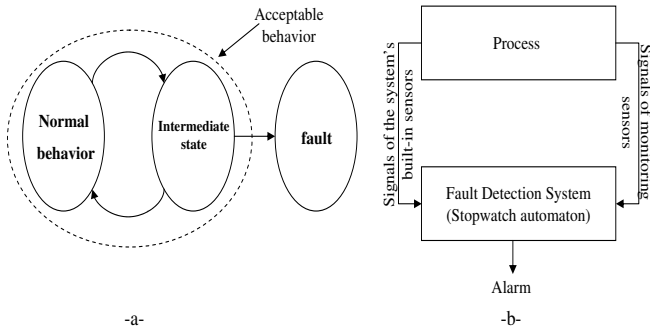 Acceptable
behavior
Normal
behavior
Intermediate
state
fault
-a-
Process
Signals of the system's
built-in sensors
Signals of monitoring
sensors
Fault Detection System
(Stopwatch automaton)
Alarm
-b-